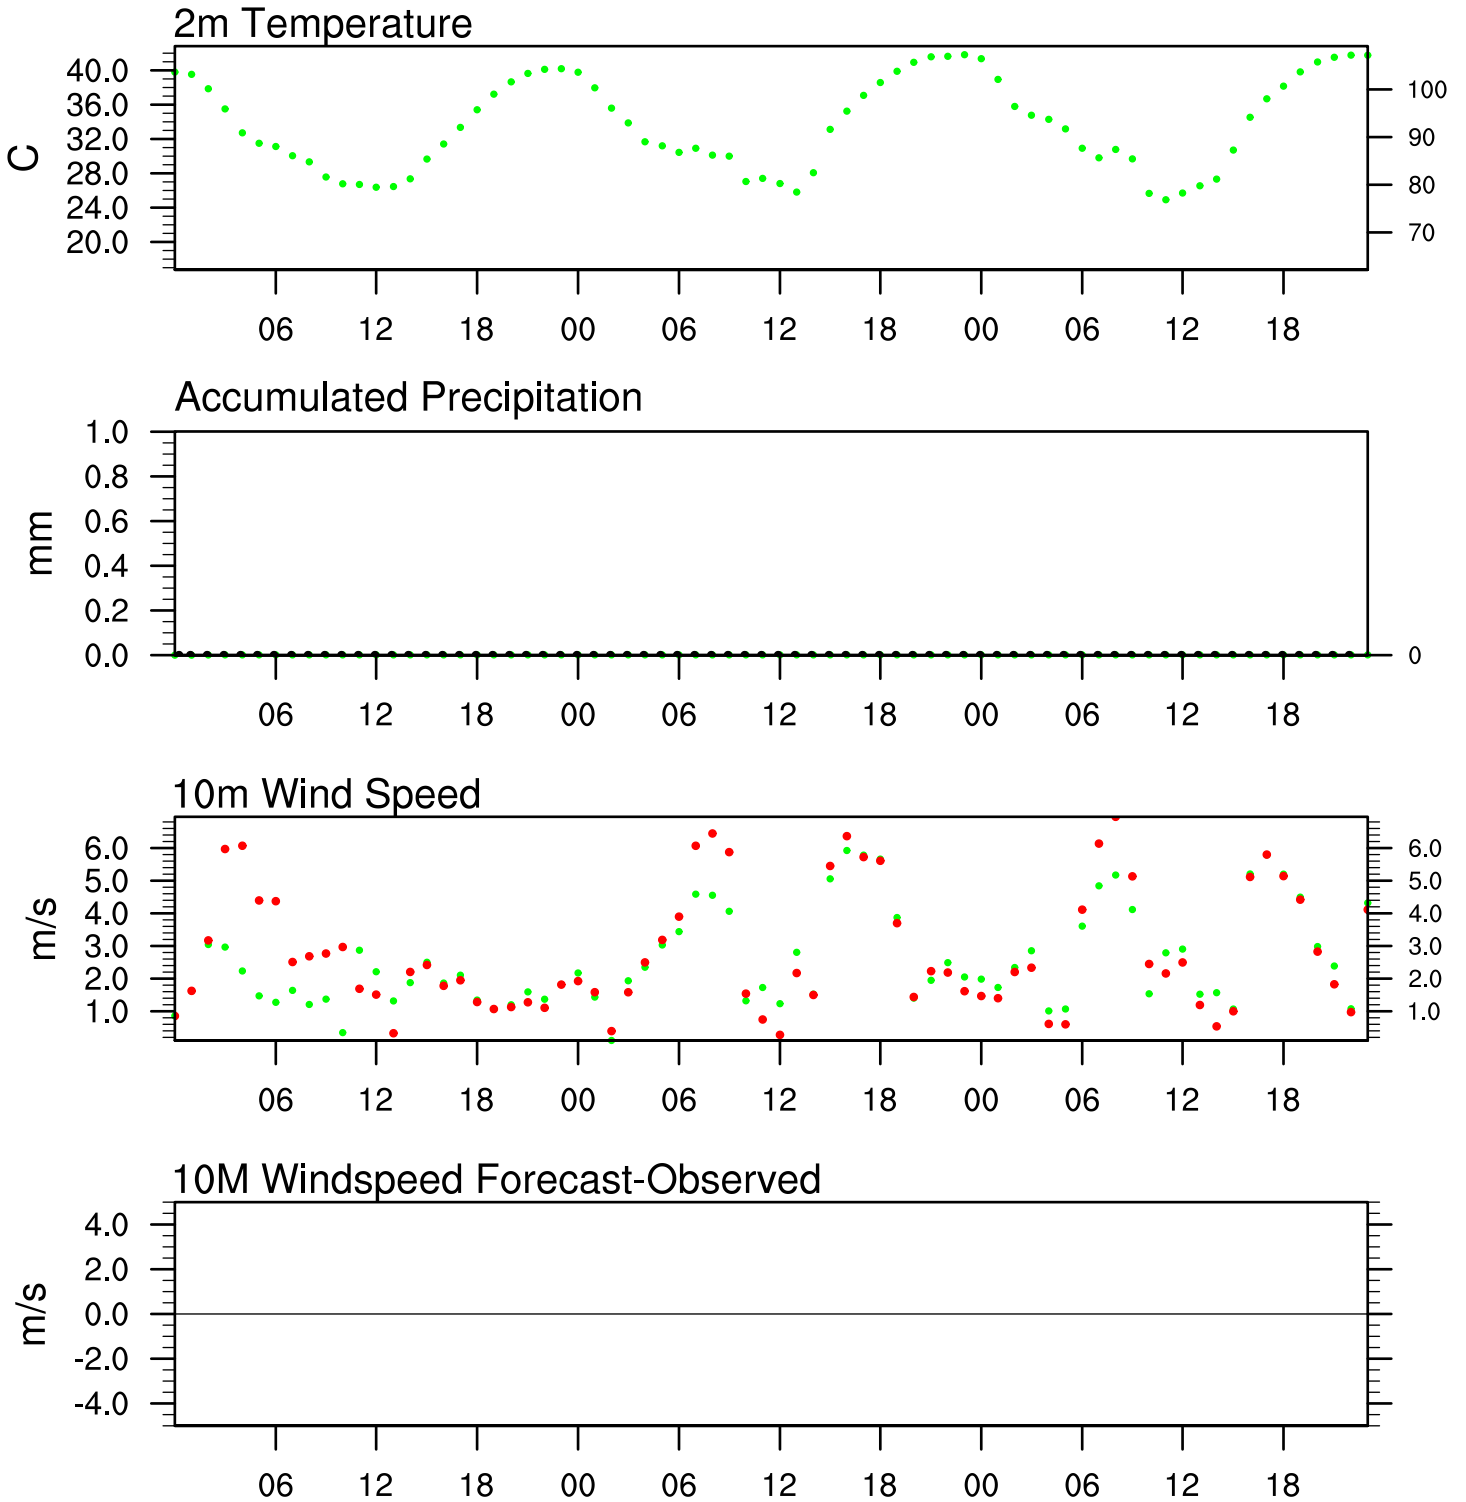 2m Temperature
C
40.0
36.0
32.0
28.0
24.0
20.0
100
90
80
70
06 12 18 00 06 12 18 00 06 12 18
Accumulated Precipitation
mm
1.0
0.8
0.6
0.4
0.2
0.0
0
06 12 18 00 06 12 18 00 06 12 18
10m Wind Speed
m/s
6.0
5.0
4.0
3.0
2.0
1.0
6.0
5.0
4.0
3.0
2.0
1.0
06 12 18 00 06 12 18 00 06 12 18
10M Windspeed Forecast-Observed
m/s
4.0
2.0
0.0
-2.0
-4.0
06 12 18 00 06 12 18 00 06 12 18